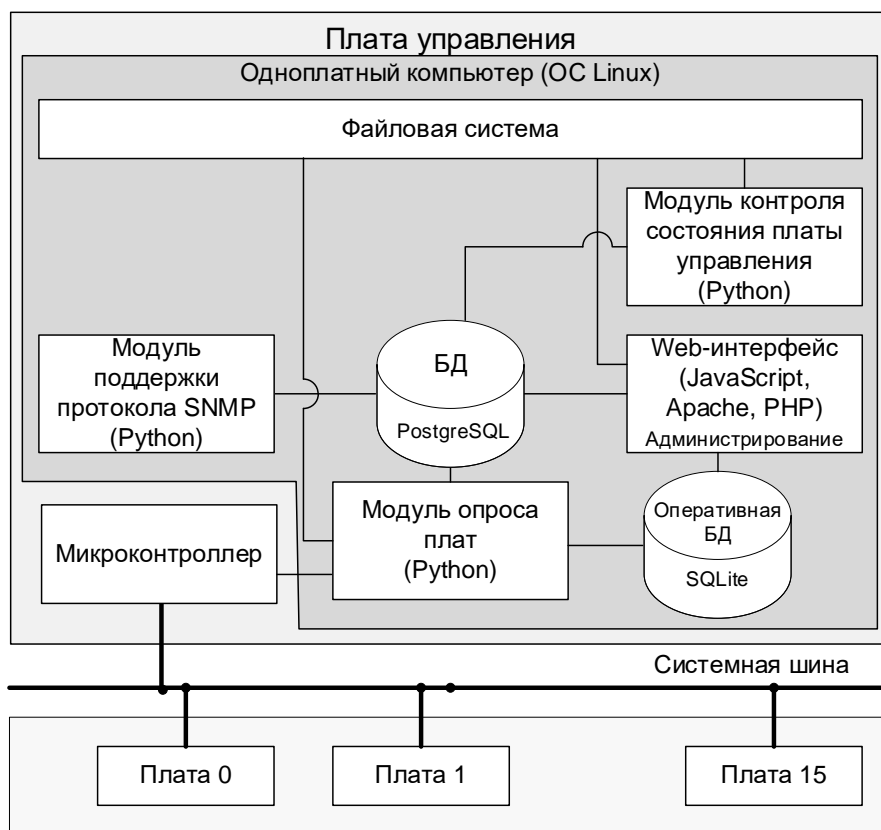 Плата управления
Одноплатный компьютер (ОС Linux)
Файловая система
Модуль контроля
состояния платы
управления
(Python)
Модуль
поддержки
протокола SNMP
(Python)
БД
PostgreSQL
Web-интерфейс
(JavaScript,
Apache, PHP)
Администрирование
Микроконтроллер
Модуль опроса
плат
(Python)
Оперативная
БД
SQLite
Системная шина
Плата 0
Плата 1
Плата 15